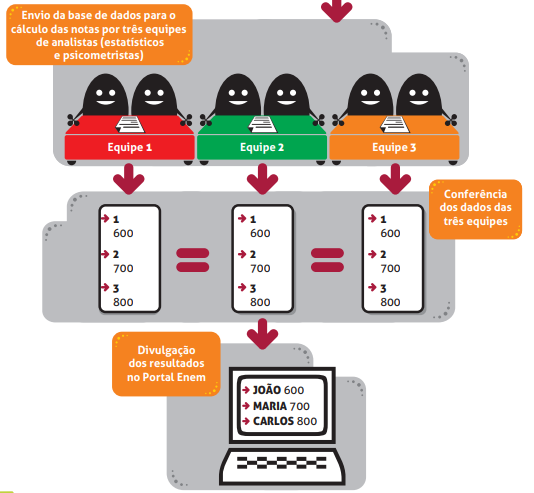 Envio da base de dados para o
cálculo das notas por três equipes
de analistas (estatísticos
e psicometristas)
Equipe 1
Equipe 2
Equipe 3
Conferência
dos dados das
três equipes
1
600
2
700
3
800
=
1
600
2
700
3
800
=
1
600
2
700
3
800
Divulgação
dos resultados
no Portal Enem
JOÃO 600
MARIA 700
CARLOS 800